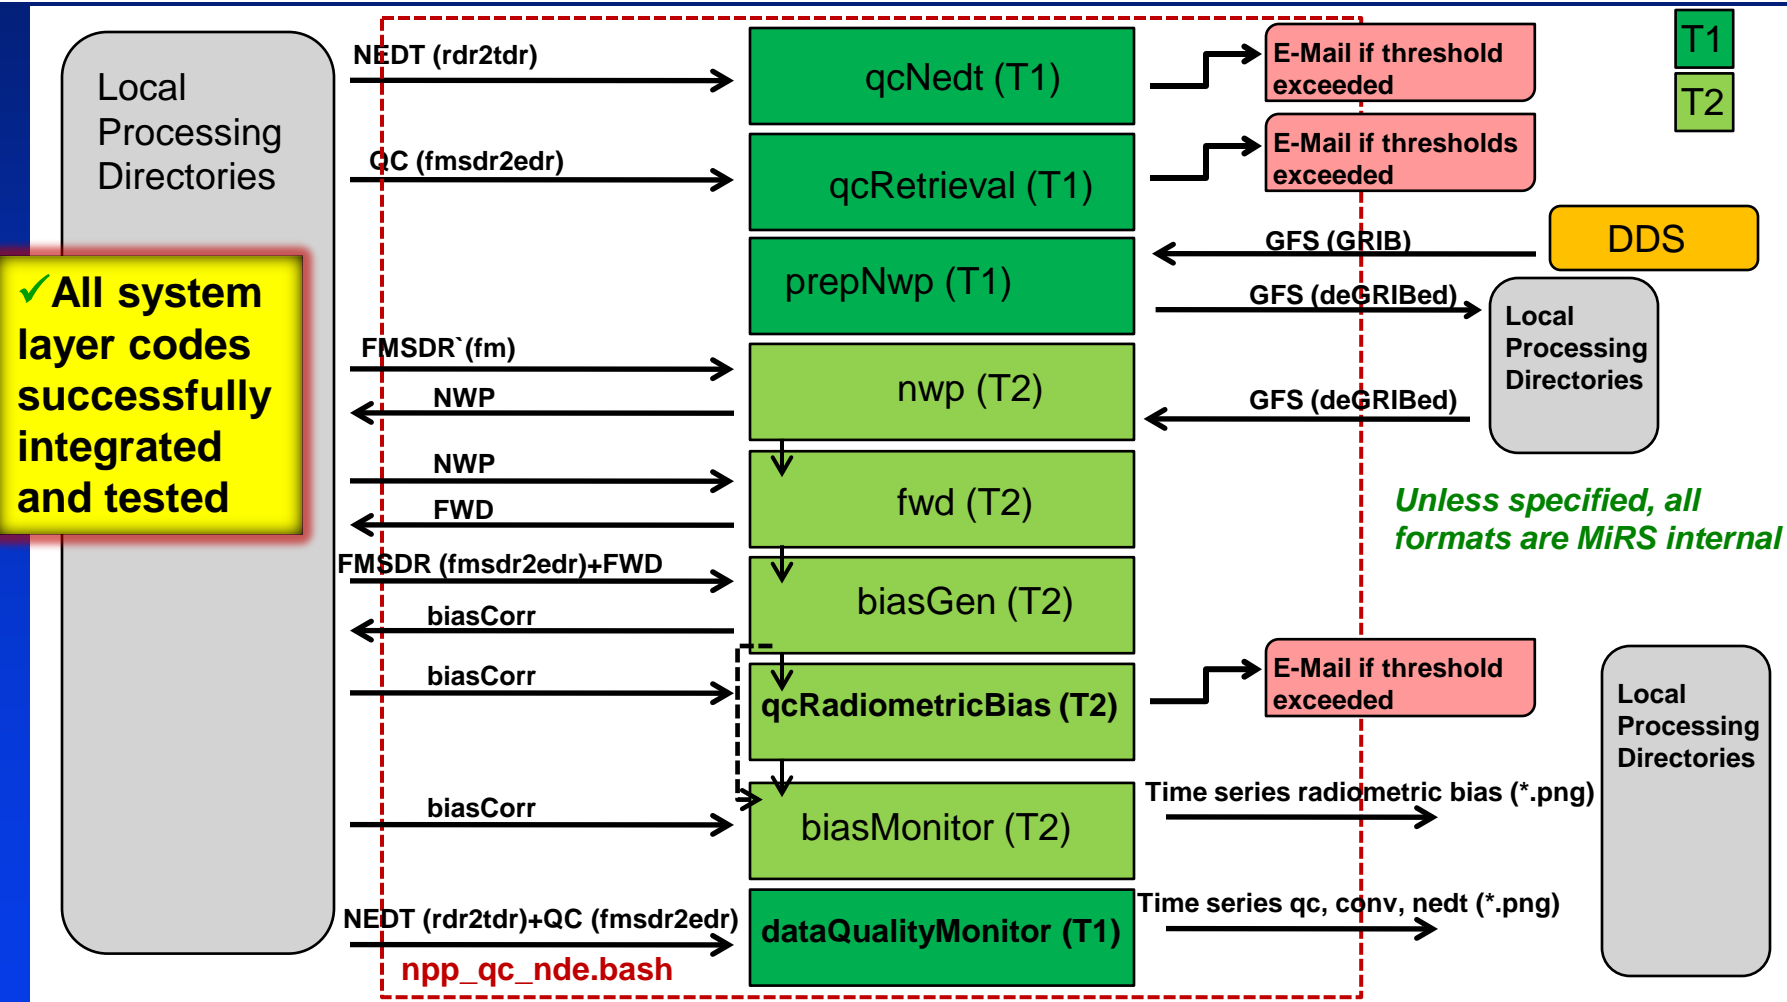 Local
Processing
Directories
✓All system
layer codes
successfully
integrated
and tested
NEDT (rdr2tdr)
QC (fmsdr2edr)
FMSDR`(fm)
NWP
NWP
FWD
FMSDR (fmsdr2edr)+FWD
biasCorr
biasCorr
biasCorr
NEDT (rdr2tdr)+QC (fmsdr2edr)
npp_qc_nde.bash
qcNedt (T1)
qcRetrieval (T1)
prepNwp (T1)
nwp (T2)
fwd (T2)
biasGen (T2)
qcRadiometricBias (T2)
biasMonitor (T2)
dataQualityMonitor (T1)
E-Mail if threshold
exceeded
E-Mail if thresholds
exceeded
GFS (GRIB)
GFS (deGRIBed)
GFS (deGRIBed)
E-Mail if threshold
exceeded
Time series radiometric bias (*.png)
Time series qc, conv, nedt (*.png)
T1
T2
DDS
Local
Processing
Directories
Unless specified, all
formats are MiRS internal
Local
Processing
Directories